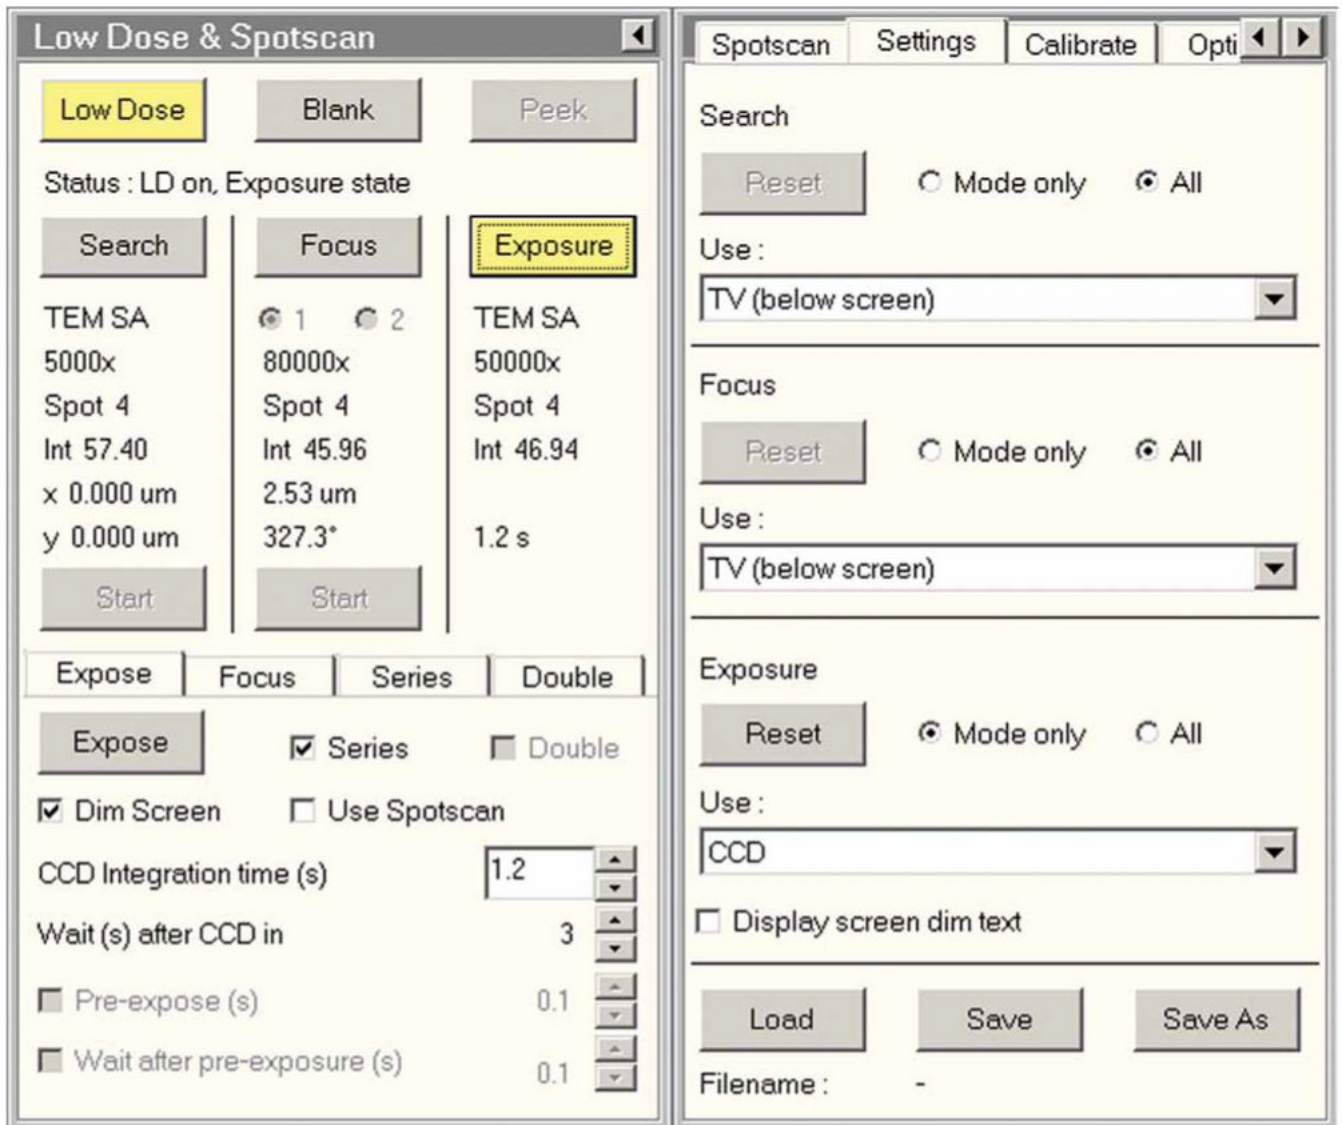 Low Dose & Spotscan
Low Dose Blank Peek
Status : LD on, Exposure state
Search Focus Exposure
TEM SA 1 2 TEM SA
5000x 80000x 50000x
Spot 4 Spot 4 Spot 4
Int 57.40 Int 45.96 Int 46.94
x 0.000 um 2.53 um
y 0.000 um 327.3° 1.2 s
Start Start
Expose Focus Series Double
Expose Series Double
Dim Screen Use Spotscan
CCD Integration time (s) 1.2
Wait (s) after CCD in 3
Pre-expose (s) 0.1
Wait after pre-exposure (s) 0.1
Spotscan Settings Calibrate Opti
Search
Reset Mode only All
Use :
TV (below screen)
Focus
Reset Mode only All
Use :
TV (below screen)
Exposure
Reset Mode only All
Use :
CCD
Display screen dim text
Load Save Save As
Filename : -